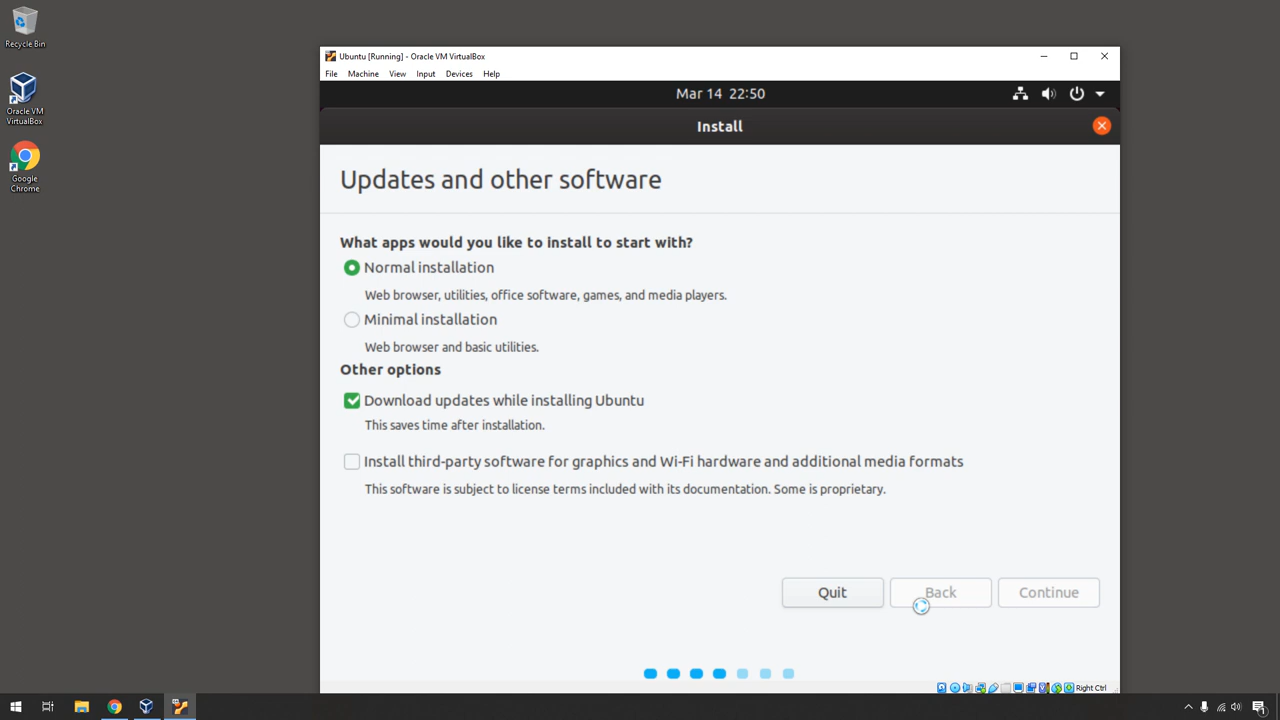 Recycle Bin
Oracle VM
VirtualBox
Google
Chrome
Ubuntu [Running] - Oracle VM VirtualBox
File Machine View Input Devices Help
Mar 14 22:50
Install
Updates and other software
What apps would you like to install to start with?
Normal installation
Web browser, utilities, office software, games, and media players.
Minimal installation
Web browser and basic utilities.
Other options
Download updates while installing Ubuntu
This saves time after installation.
Install third-party software for graphics and Wi-Fi hardware and additional media formats
This software is subject to license terms included with its documentation. Some is proprietary.
Quit Back Continue
Right Ctrl